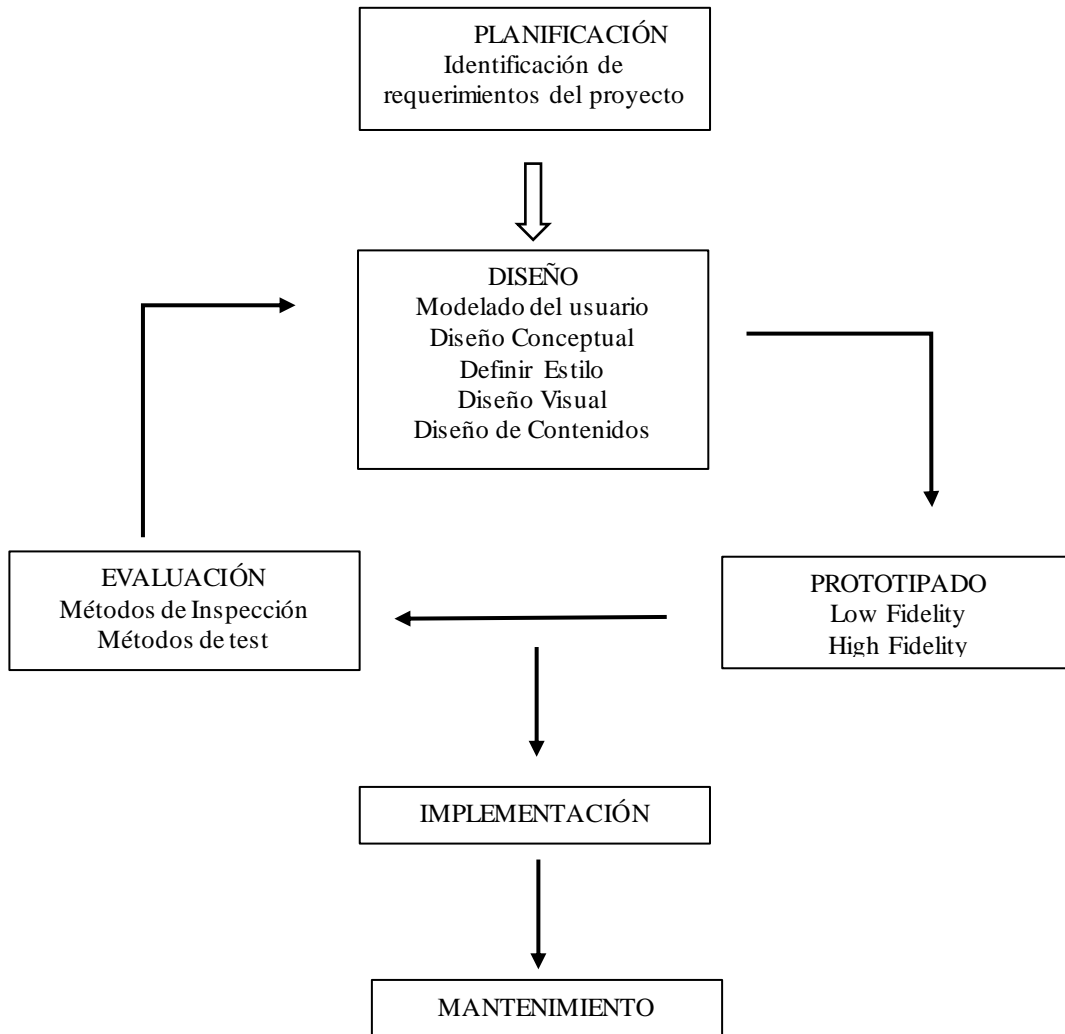 PLANIFICACIÓN
Identificación de
requerimientos del proyecto
DISEÑO
Modelado del usuario
Diseño Conceptual
Definir Estilo
Diseño Visual
Diseño de Contenidos
EVALUACIÓN
Métodos de Inspección
Métodos de test
PROTOTIPADO
Low Fidelity
High Fidelity
IMPLEMENTACIÓN
MANTENIMIENTO